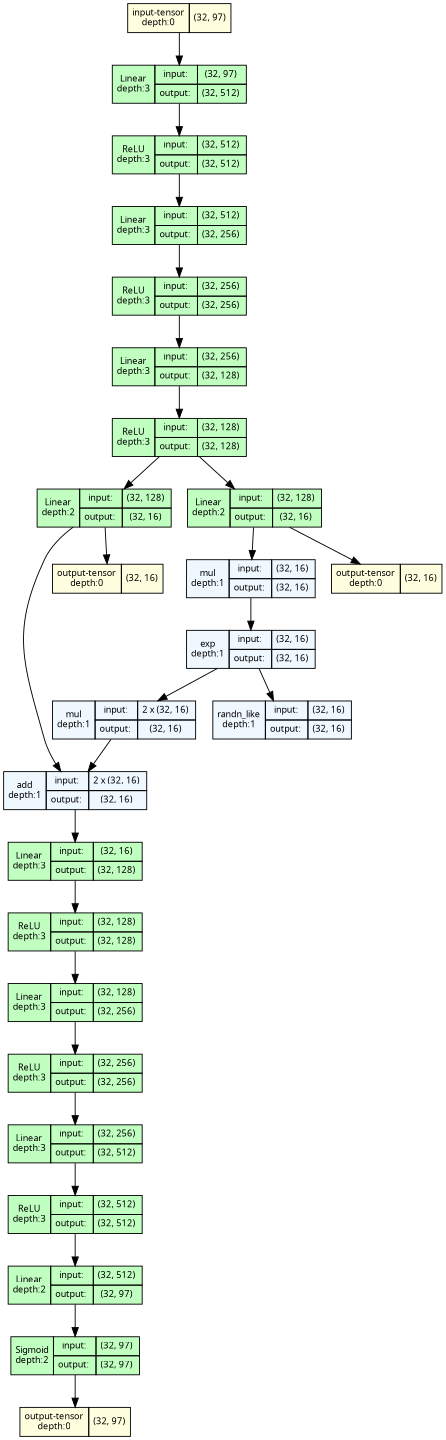 input-tensor
depth:0
(32, 97)
Linear
depth:3
input:
(32, 97)
output:
(32, 512)
ReLU
depth:3
input:
(32, 512)
output:
(32, 512)
Linear
depth:3
input:
(32, 512)
output:
(32, 256)
ReLU
depth:3
input:
(32, 256)
output:
(32, 256)
Linear
depth:3
input:
(32, 256)
output:
(32, 128)
ReLU
depth:3
input:
(32, 128)
output:
(32, 128)
Linear
depth:2
input:
(32, 128)
output:
(32, 16)
Linear
depth:2
input:
(32, 128)
output:
(32, 16)
output-tensor
depth:0
(32, 16)
mul
depth:1
input:
(32, 16)
output:
(32, 16)
output-tensor
depth:0
(32, 16)
exp
depth:1
input:
(32, 16)
output:
(32, 16)
mul
depth:1
input:
2 x (32, 16)
output:
(32, 16)
randn_like
depth:1
input:
(32, 16)
output:
(32, 16)
add
depth:1
input:
2 x (32, 16)
output:
(32, 16)
Linear
depth:3
input:
(32, 16)
output:
(32, 128)
ReLU
depth:3
input:
(32, 128)
output:
(32, 128)
Linear
depth:3
input:
(32, 128)
output:
(32, 256)
ReLU
depth:3
input:
(32, 256)
output:
(32, 256)
Linear
depth:3
input:
(32, 256)
output:
(32, 512)
ReLU
depth:3
input:
(32, 512)
output:
(32, 512)
Linear
depth:2
input:
(32, 512)
output:
(32, 97)
Sigmoid
depth:2
input:
(32, 97)
output:
(32, 97)
output-tensor
depth:0
(32, 97)